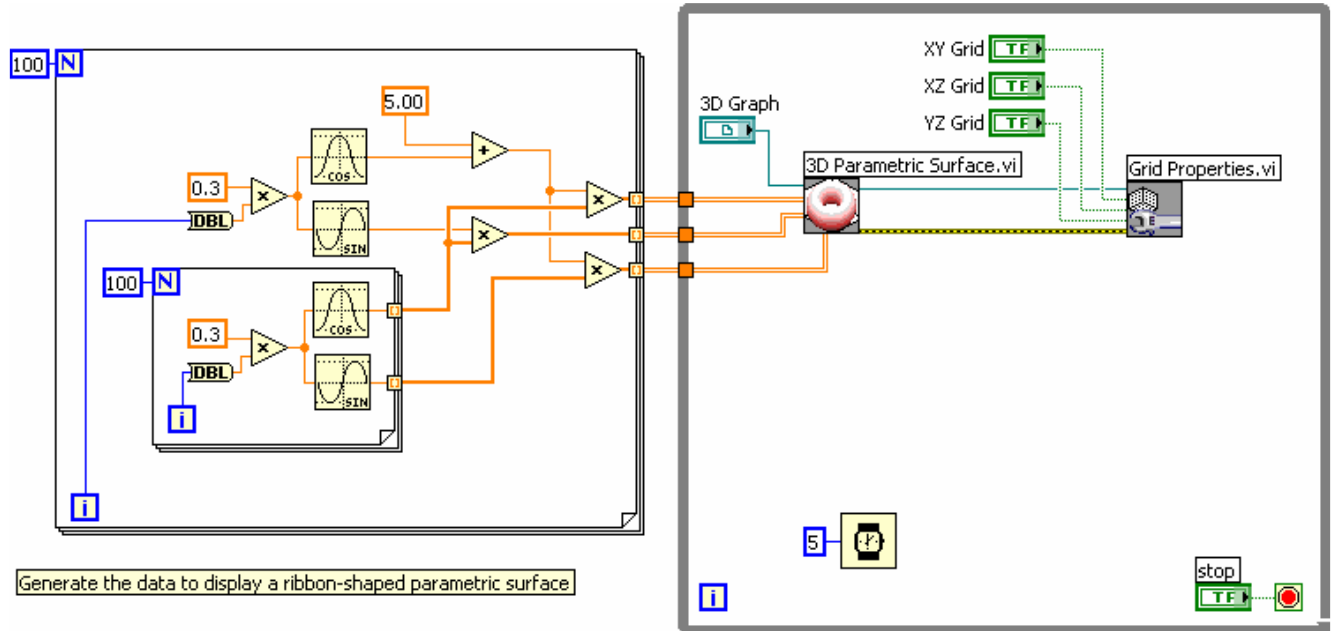 100 N
5.00
COS
0.3
DBL
SIN
100 N
COS
0.3
DBL
SIN
i
i
Generate the data to display a ribbon-shaped parametric surface
XY Grid TF
XZ Grid TF
YZ Grid TF
3D Graph
3D Parametric Surface.vi
Grid Properties.vi
5
i
stop
TF